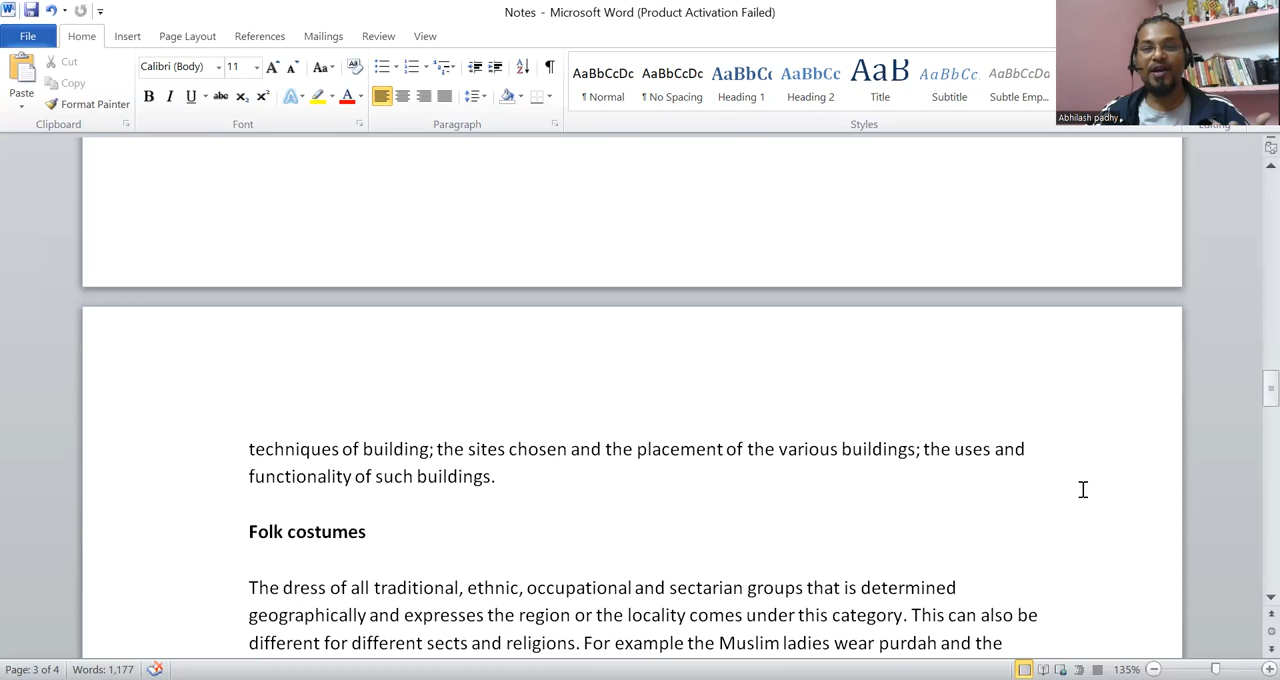 Notes - Microsoft Word (Product Activation Failed)
File Home Insert Page Layout References Mailings Review View
Paste
Cut
Copy
Format Painter
Clipboard
Calibri (Body) 11
Font
Paragraph
AaBbCcDc AaBbCcDc AaBbCc AaBbCc AaB AaBbCc. AaBbCcDa
¶ Normal ¶ No Spacing Heading 1 Heading 2 Title Subtitle Subtle Emp...
Styles
Editing
Abhilash padhy
techniques of building; the sites chosen and the placement of the various buildings; the uses and
functionality of such buildings.
Folk costumes
The dress of all traditional, ethnic, occupational and sectarian groups that is determined
geographically and expresses the region or the locality comes under this category. This can also be
different for different sects and religions. For example the Muslim ladies wear purdah and the
Page: 3 of 4 Words: 1,177 135%